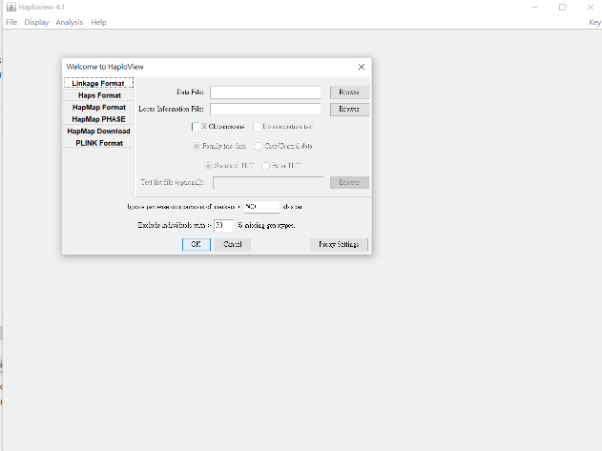 Haploview 4.1
File Display Analysis Help Key
Welcome to HaploView
Linkage Format
Haps Format
HapMap Format
HapMap PHASE
HapMap Download
PLINK Format
Data File: Browse
Locus Information File: Browse
X Chromosome Do association test
Family trio data Case/Control data
Standard TDT
Test list file (optional): Browse
Ignore pairwise comparisons of markers > 500 apart
Exclude individuals with > 50 % missing genotypes.
OK Cancel Proxy Settings